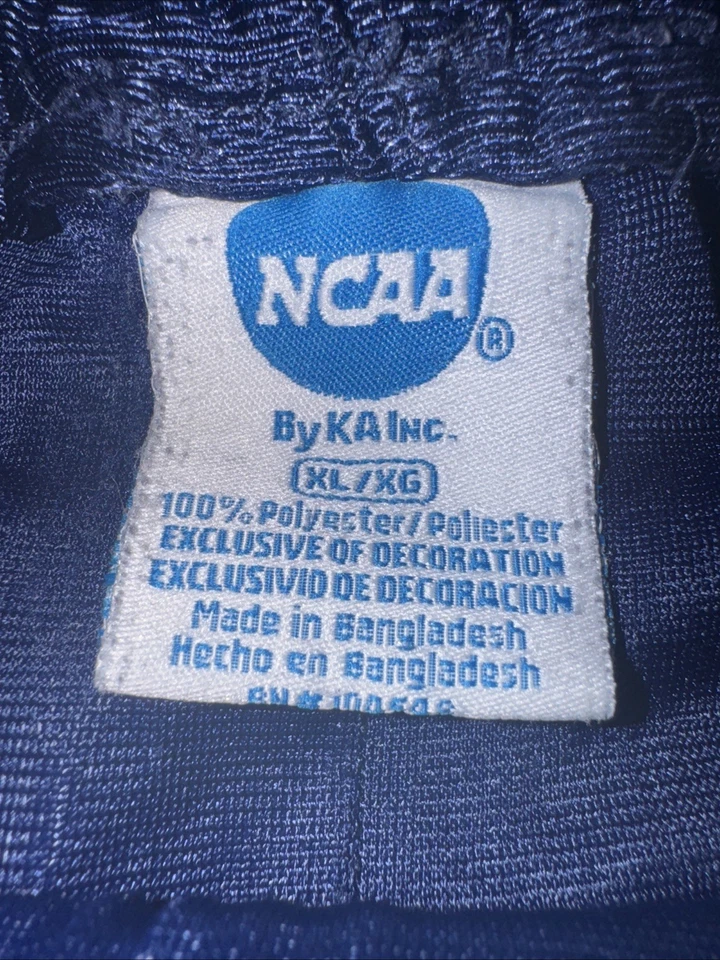 NCAA
®
By KA Inc.
XL/XG
100% Polyester/Poliester
EXCLUSIVE OF DECORATION
EXCLUSIVID DE DECORACION
Made in Bangladesh
Hecho en Bangladesh